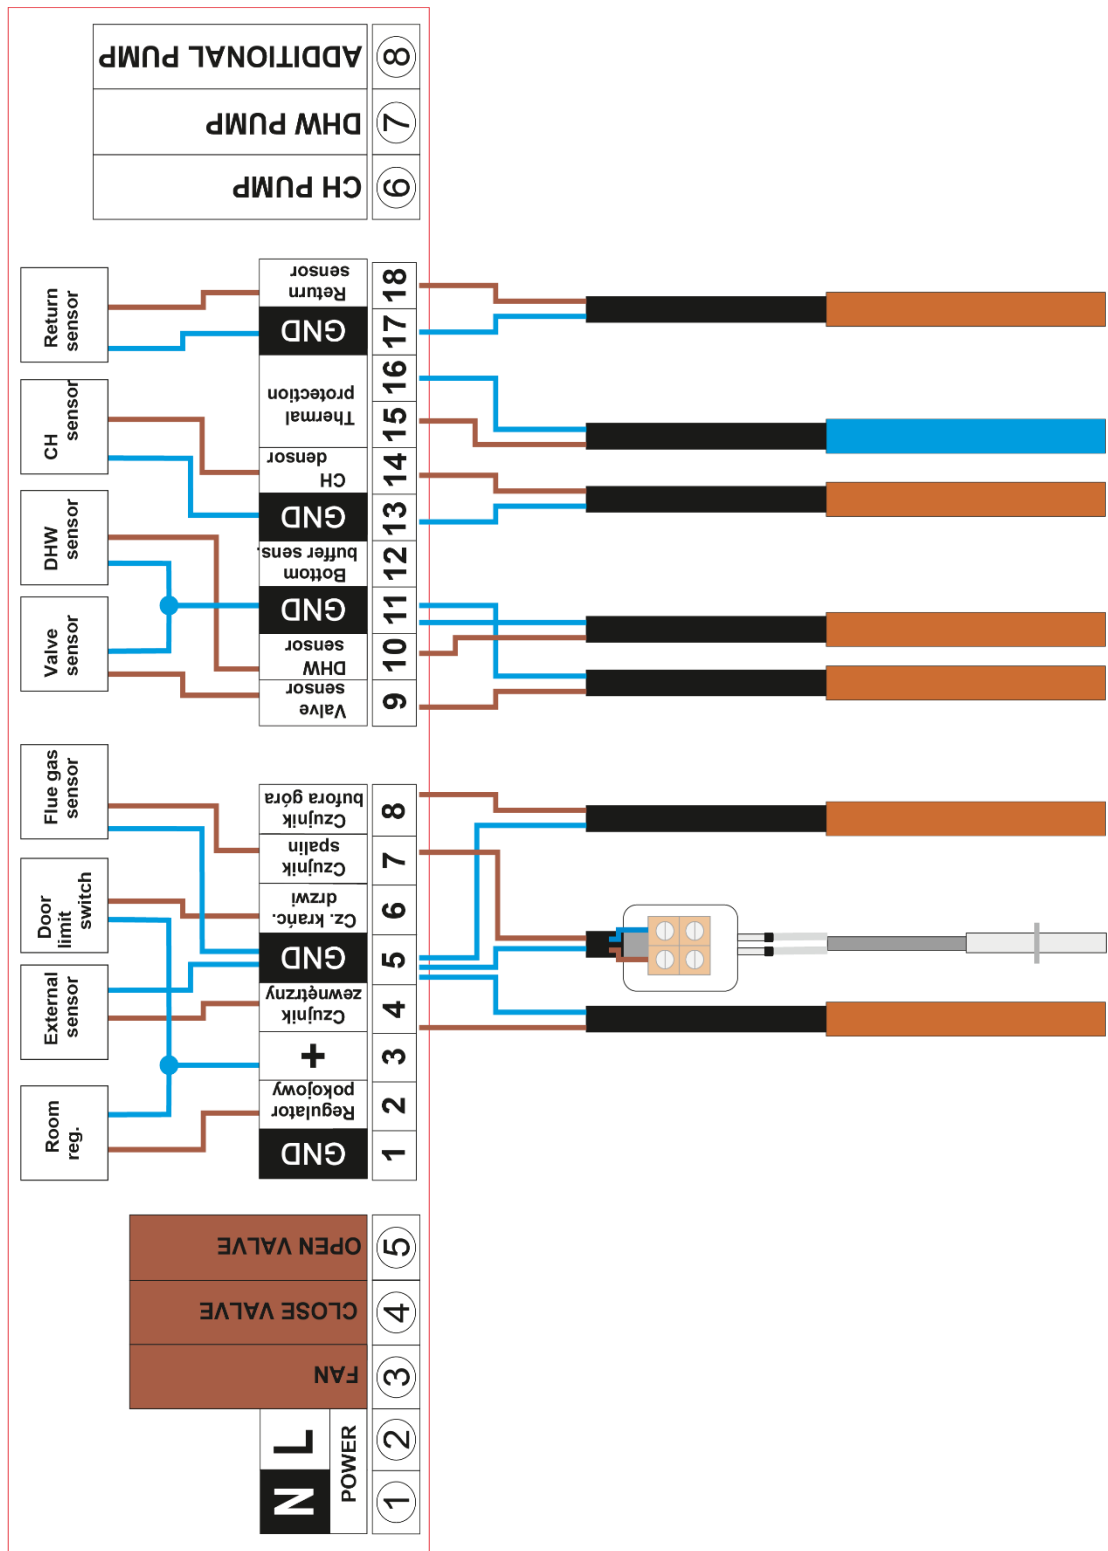 ADDITIONAL PUMP
8
DHW PUMP
7
CH PUMP
6
Return
sensor
Return
sensor
18
GND
17
CH
sensor
Thermal
protection
16
15
CH
densor
14
GND
13
DHW
sensor
Bottom
buffer sens.
12
GND
11
Valve
sensor
DHW
sensor
10
Valve
sensor
9
Flue gas
sensor
Czujnik
bufora góra
8
Czujnik
spalin
7
Door
limit
switch
Cz. krańc.
drzwi
6
GND
5
External
sensor
Czujnik
zewnętrzny
4
+
3
Room
reg.
Regulator
pokojowy
2
GND
1
OPEN VALVE
5
CLOSE VALVE
4
FAN
3
L
POWER
2
N
1